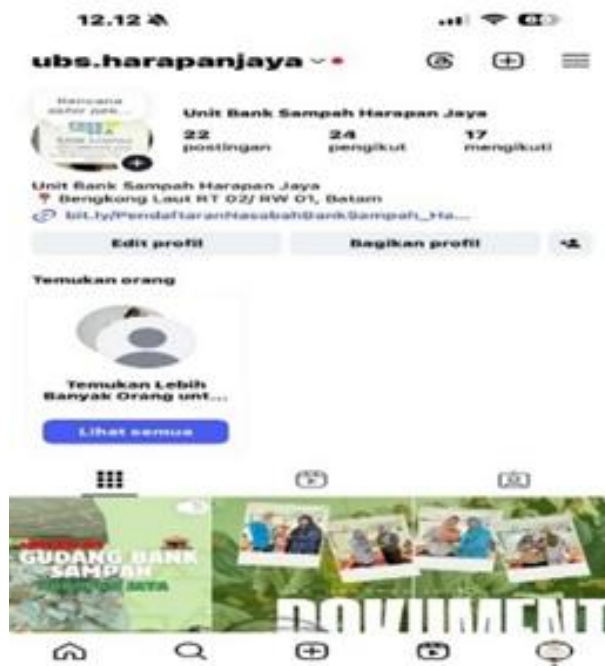 12.12
ubs.harapanjaya
Rencana
Unit Bank Sampah Harapan Jaya
22 24 17
postingan pengikut mengikuti
Unit Bank Sampah Harapan Jaya
Bengkong Laut RT 02/ RW 01, Batam
bit.ly/PendaftaranNasabahBankSampah_Ha...
Edit profil Bagikan profil
Temukan orang
Temukan Lebih
Banyak Orang unt...
Lihat semua
GUDANG BANK
SAMPAH
DOKUMENT